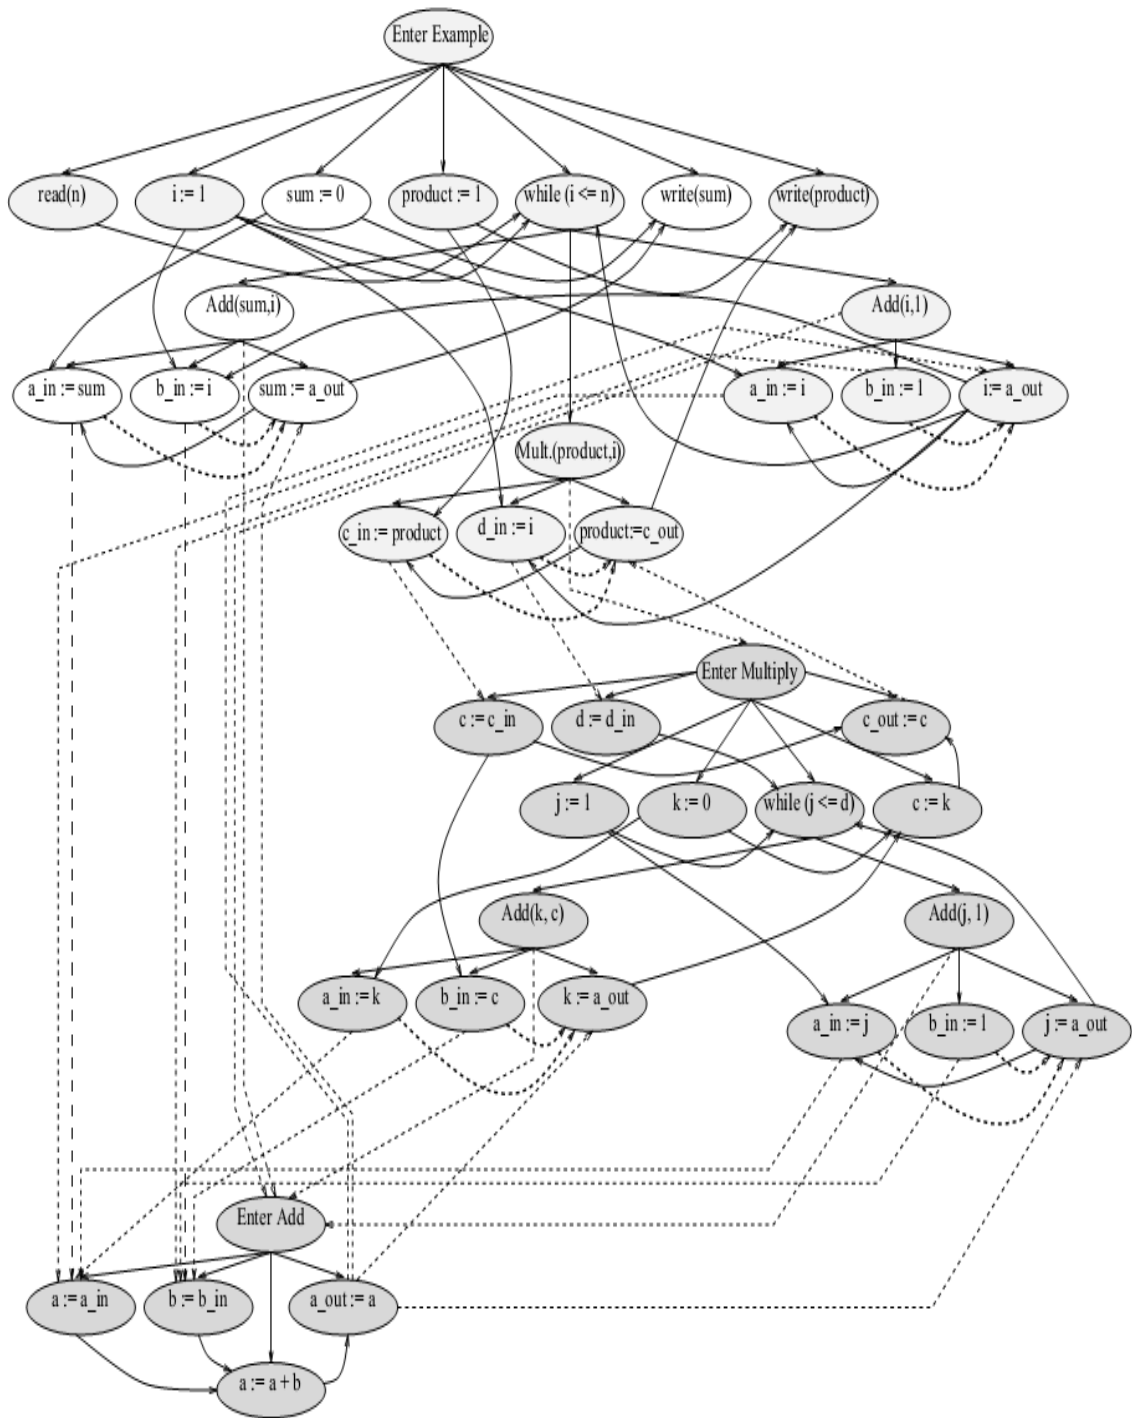 Enter Example
read(n)
i := 1
sum := 0
product := 1
while (i <= n)
write(sum)
write(product)
Add(sum,i)
Add(i,1)
a_in := sum
b_in := i
sum := a_out
a_in := i
b_in := 1
i:= a_out
Mult.(product,i)
c_in := product
d_in := i
product:=c_out
Enter Multiply
c := c_in
d := d_in
c_out := c
j := 1
k := 0
while (j <= d)
c := k
Add(k, c)
Add(j, 1)
a_in := k
b_in := c
k := a_out
a_in := j
b_in := 1
j := a_out
Enter Add
a := a_in
b := b_in
a_out := a
a := a + b